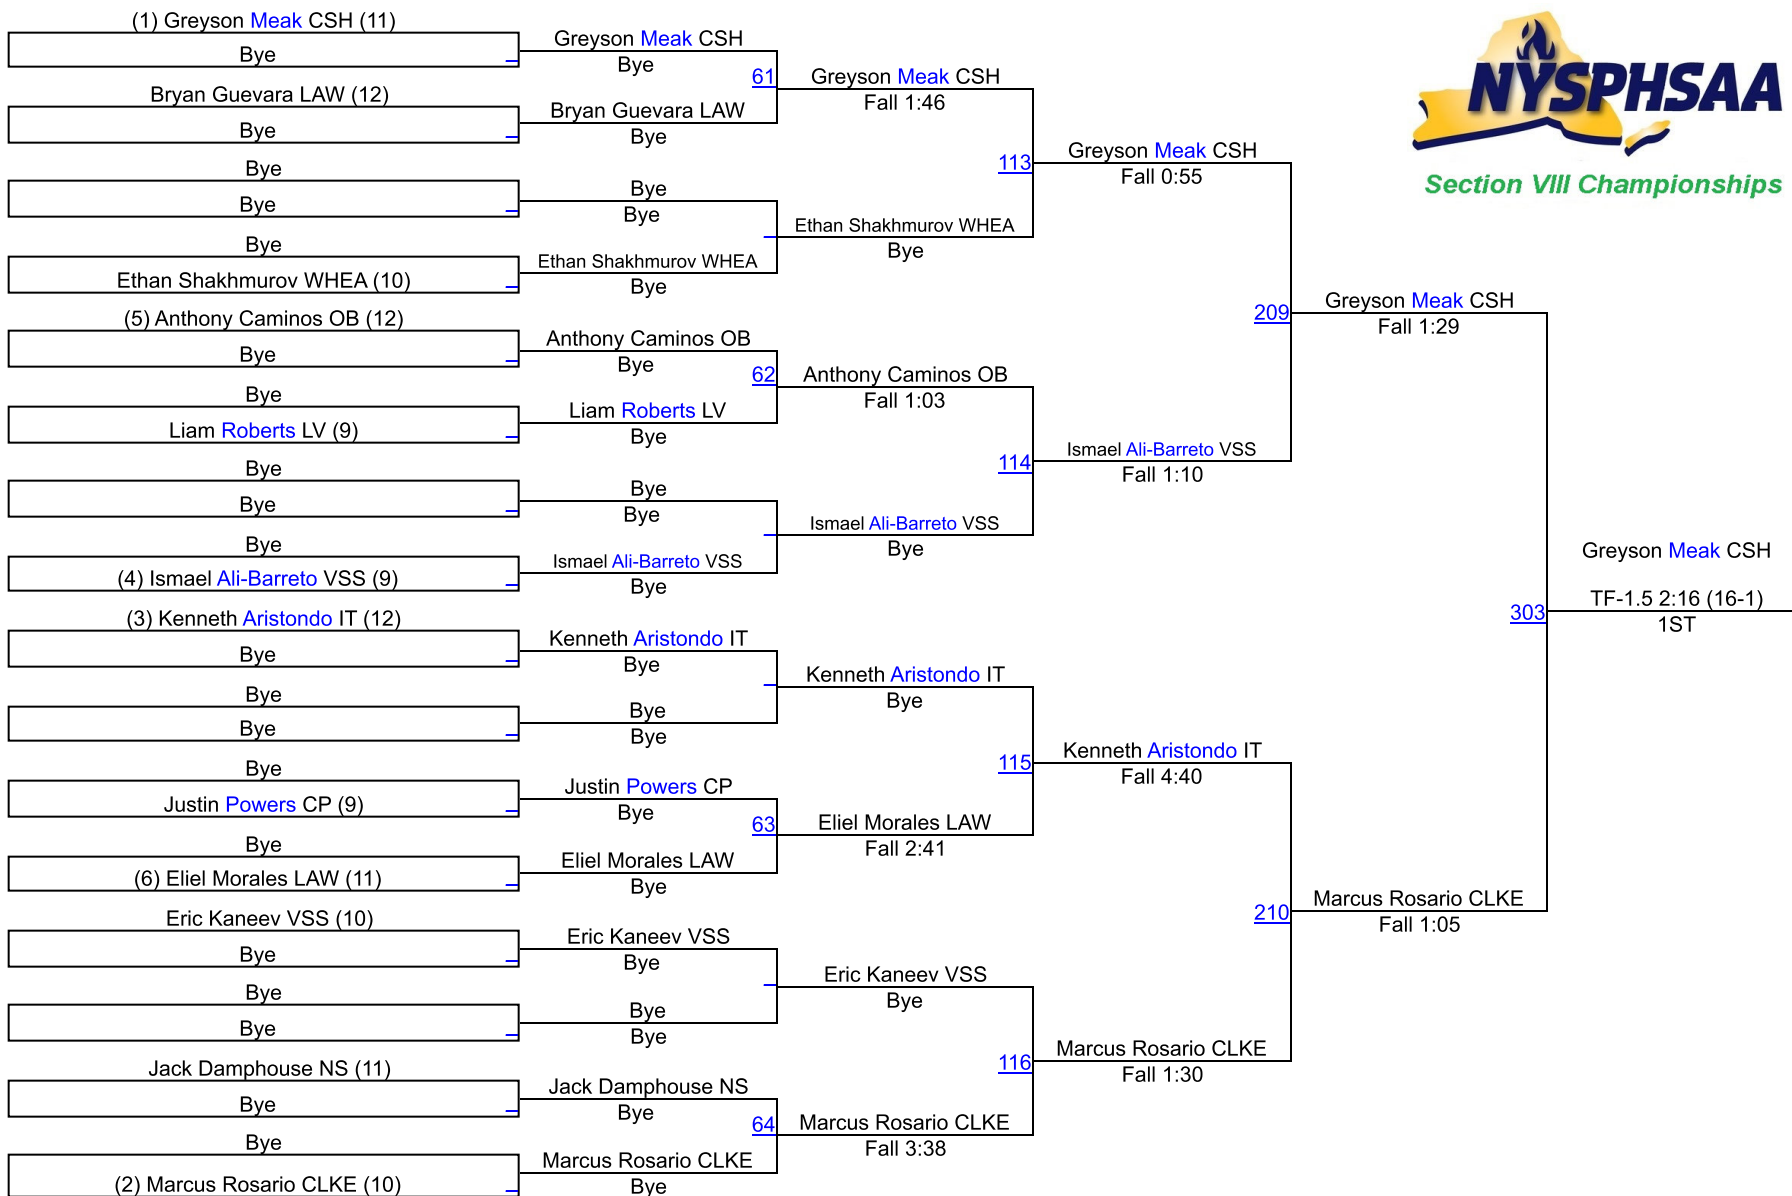 (1) Greyson Meak CSH (11)
Bye
Bryan Guevara LAW (12)
Bye
Bye
Bye
Bye
Ethan Shakhmurov WHEA (10)
(5) Anthony Caminos OB (12)
Bye
Bye
Liam Roberts LV (9)
Bye
Bye
Bye
(4) Ismael Ali-Barreto VSS (9)
(3) Kenneth Aristondo IT (12)
Bye
Bye
Bye
Bye
Justin Powers CP (9)
Bye
(6) Eliel Morales LAW (11)
Eric Kaneev VSS (10)
Bye
Bye
Bye
Jack Damphouse NS (11)
Bye
Bye
(2) Marcus Rosario CLKE (10)
Greyson Meak CSH
Bye
61
Bryan Guevara LAW
Bye
Bye
Bye
Ethan Shakhmurov WHEA
Bye
Anthony Caminos OB
Bye
62
Liam Roberts LV
Bye
Bye
Bye
Ismael Ali-Barreto VSS
Bye
Kenneth Aristondo IT
Bye
Bye
Bye
Justin Powers CP
Bye
63
Eliel Morales LAW
Bye
Eric Kaneev VSS
Bye
Bye
Bye
Jack Damphouse NS
Bye
64
Marcus Rosario CLKE
Bye
Greyson Meak CSH
Fall 1:46
113
Ethan Shakhmurov WHEA
Bye
Anthony Caminos OB
Fall 1:03
114
Ismael Ali-Barreto VSS
Bye
Kenneth Aristondo IT
Bye
115
Eliel Morales LAW
Fall 2:41
Eric Kaneev VSS
Bye
116
Marcus Rosario CLKE
Fall 3:38
Greyson Meak CSH
Fall 0:55
209
Ismael Ali-Barreto VSS
Fall 1:10
Kenneth Aristondo IT
Fall 4:40
210
Marcus Rosario CLKE
Fall 1:30
Greyson Meak CSH
Fall 1:29
303
Marcus Rosario CLKE
Fall 1:05
Greyson Meak CSH
TF-1.5 2:16 (16-1)
1ST
NYSPHSAA
Section VIII Championships